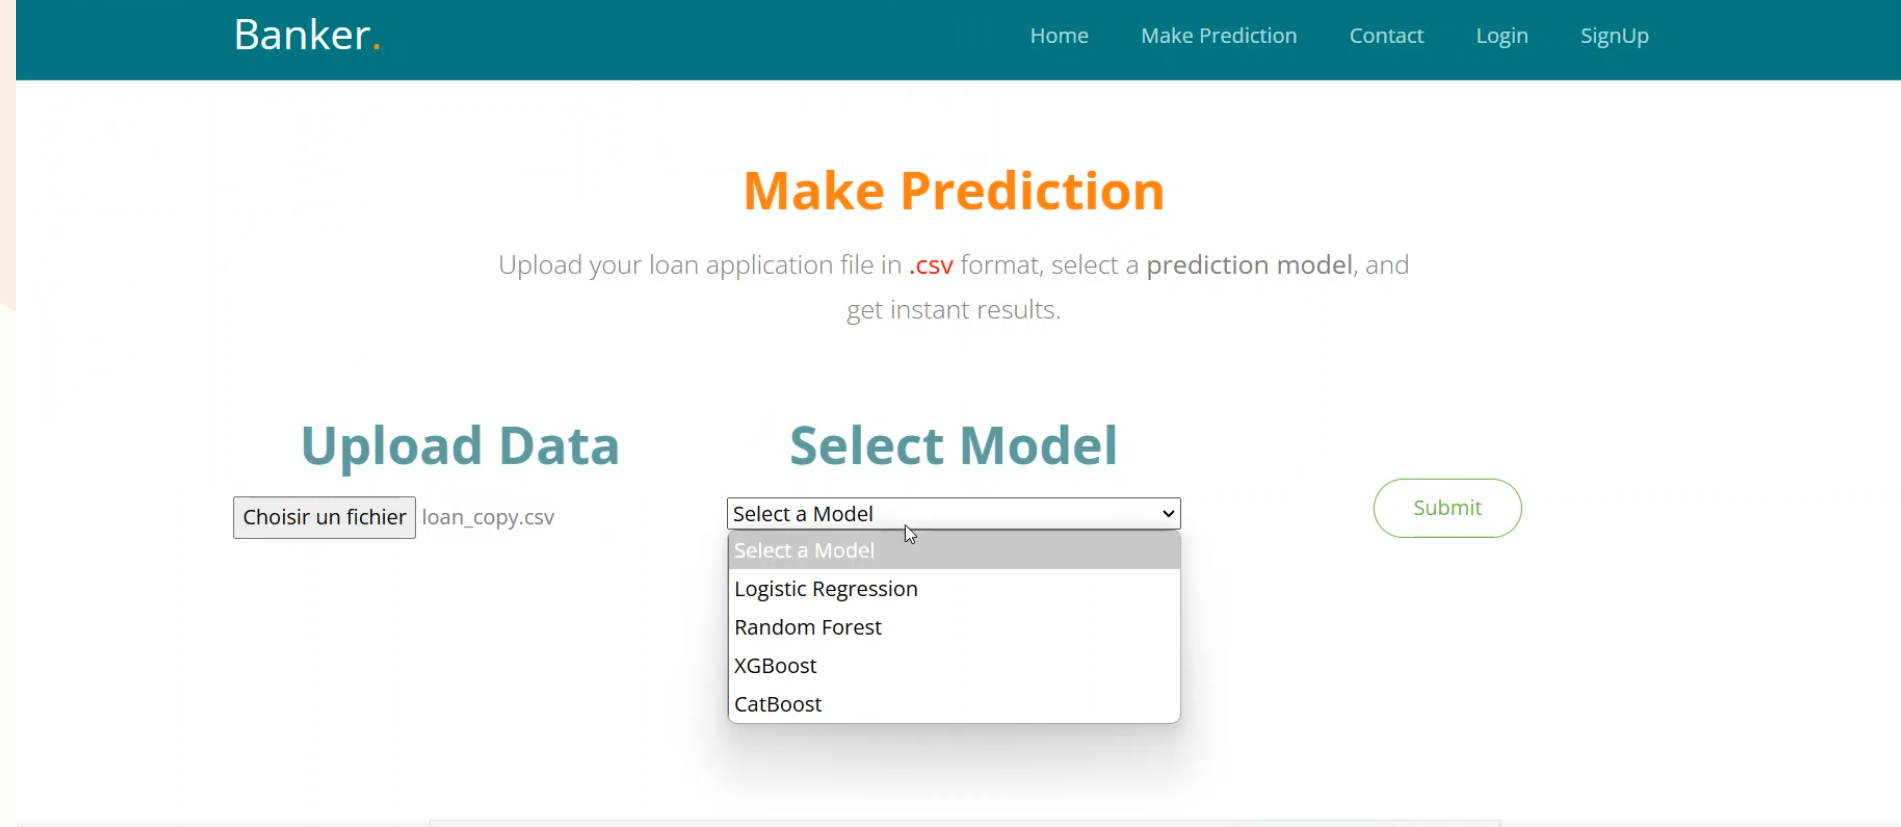 Banker.
Home Make Prediction Contact Login SignUp
Make Prediction
Upload your loan application file in .csv format, select a prediction model, and
get instant results.
Upload Data
Select Model
Choisir un fichier loan_copy.csv
Select a Model
Submit
Select a Model
Logistic Regression
Random Forest
XGBoost
CatBoost